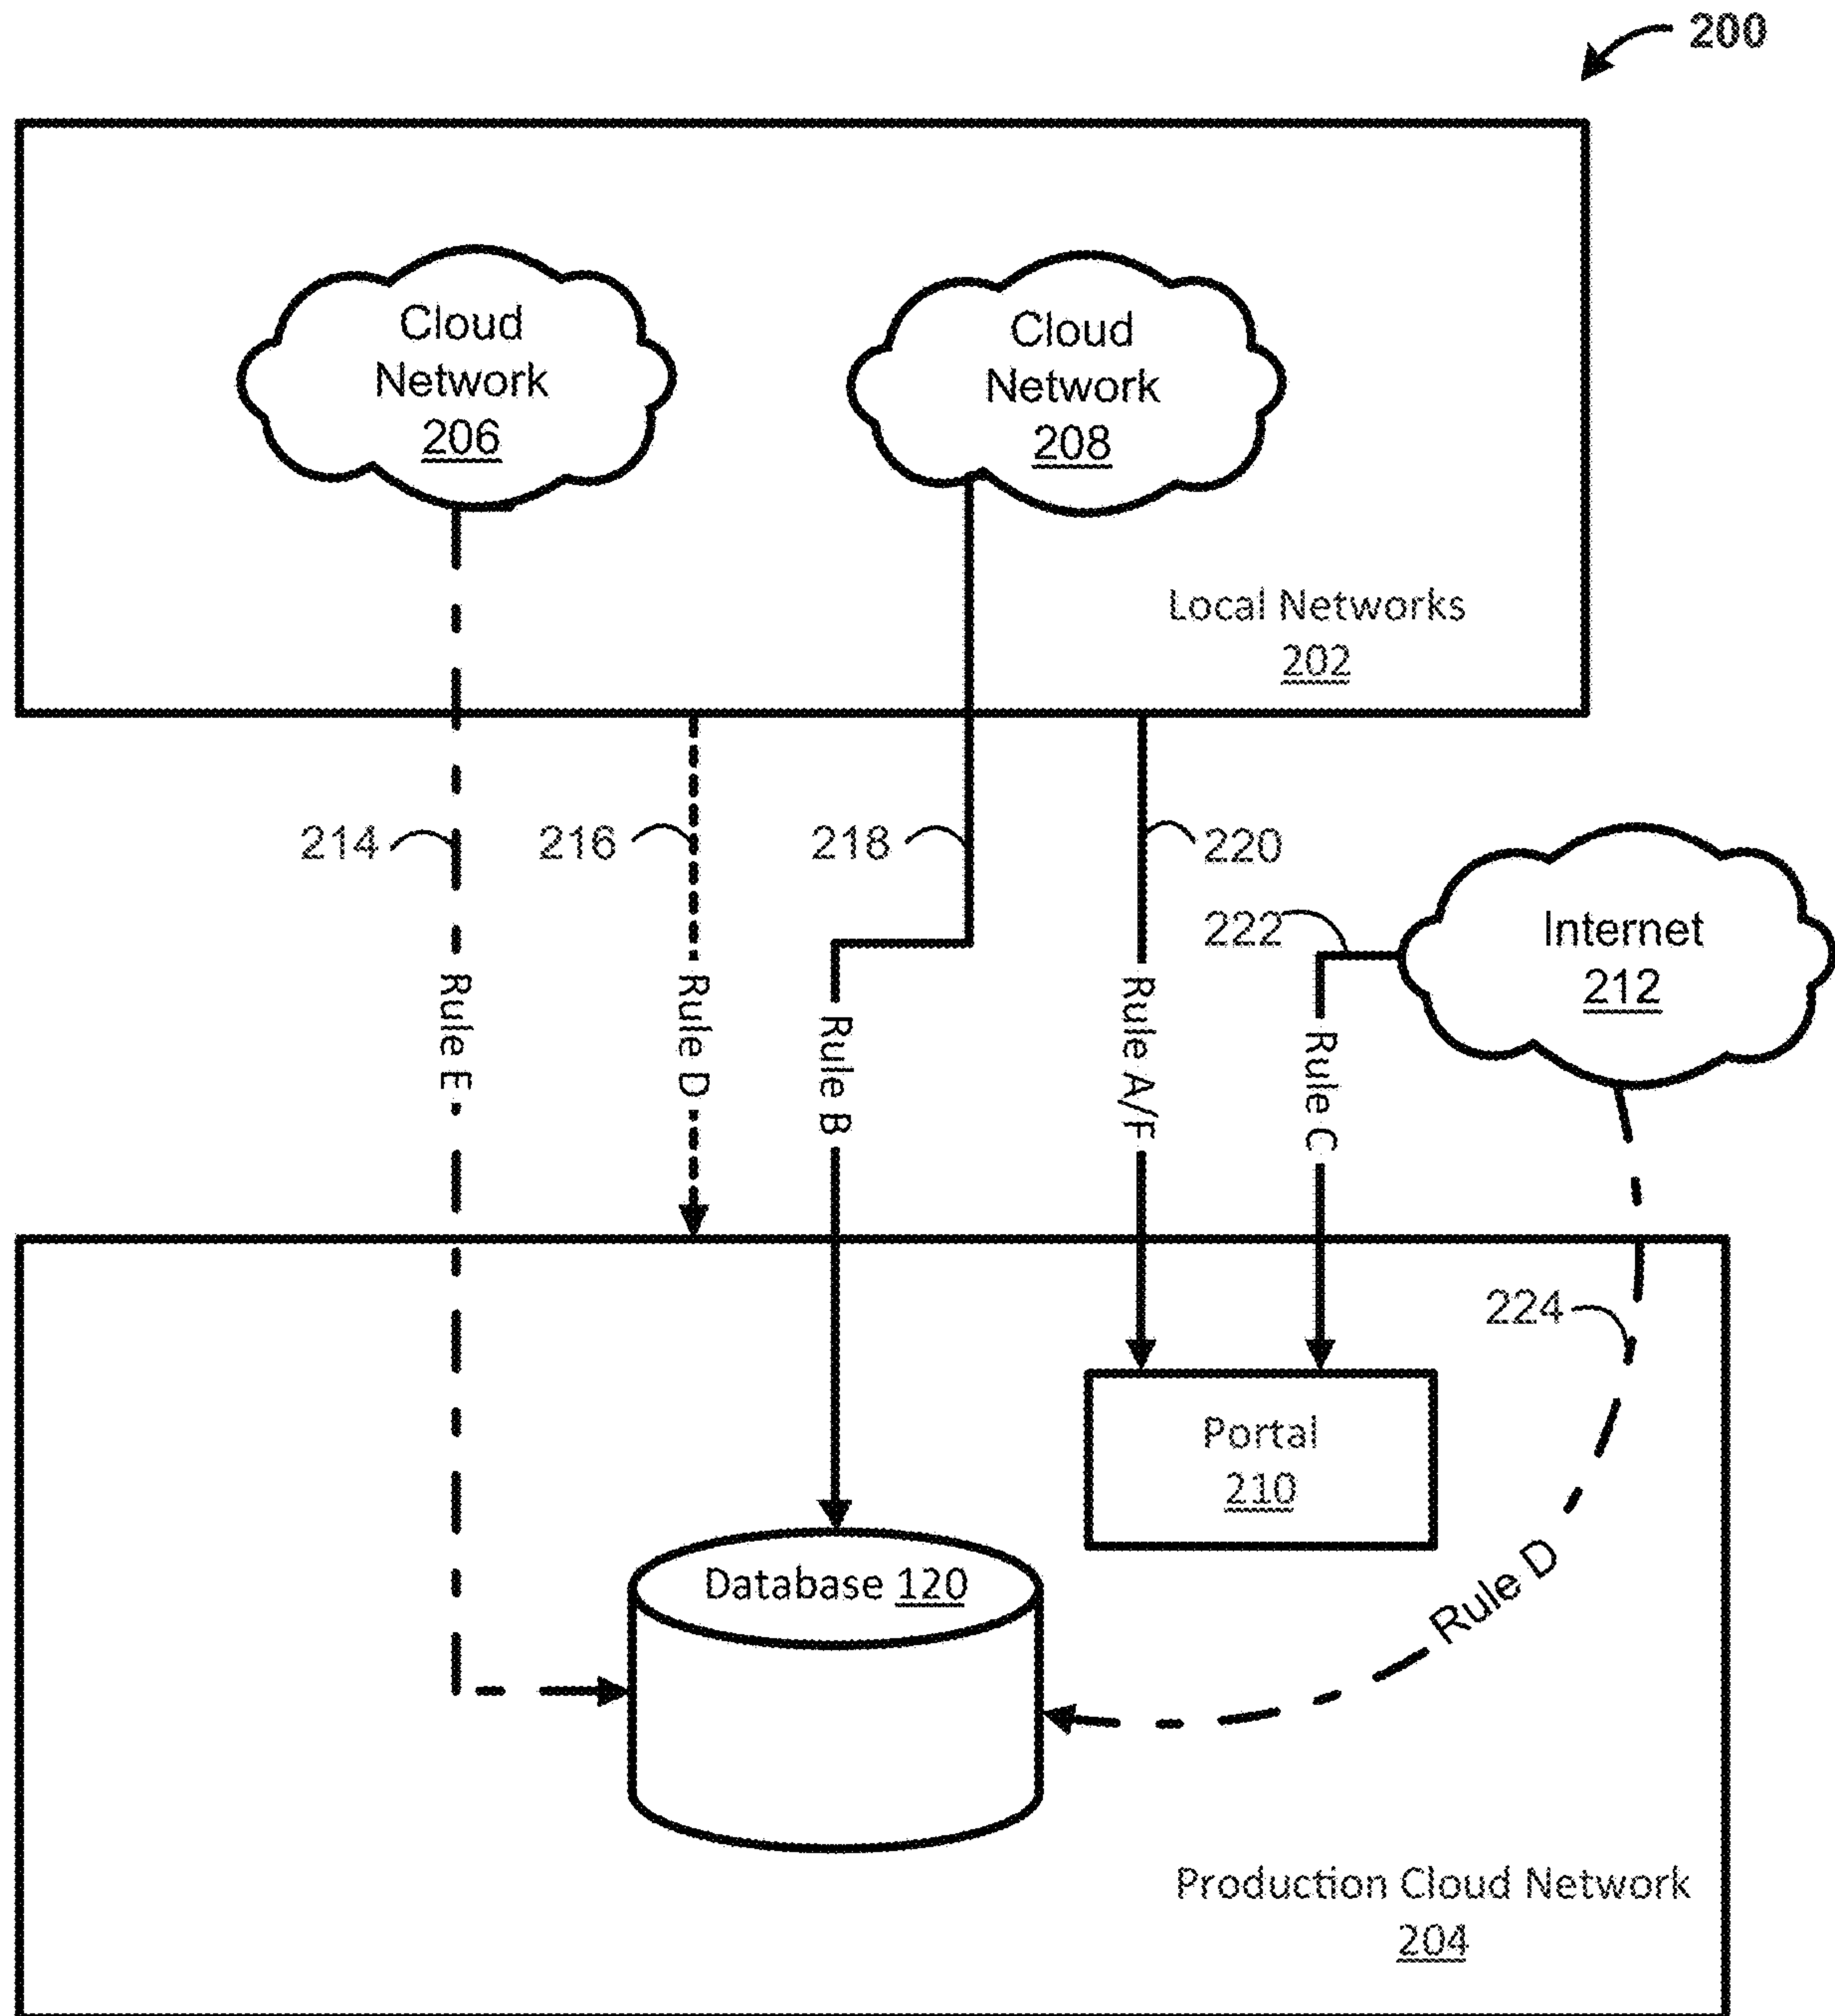 200
Cloud
Network
206
Cloud
Network
208
Local Networks
202
214
216
218
220
222
Internet
212
Rule E
Rule D
Rule B
Rule A/F
Rule C
224
Portal
210
Database 120
Rule D
Production Cloud Network
204